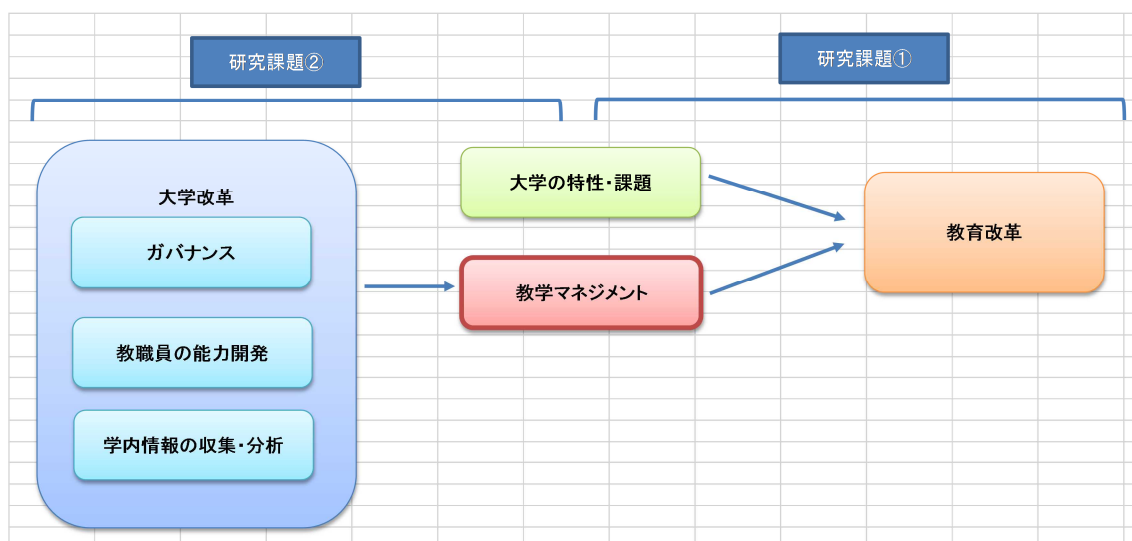 研究課題②
研究課題①
大学改革
ガバナンス
教職員の能力開発
学内情報の収集・分析
大学の特性・課題
教学マネジメント
教育改革